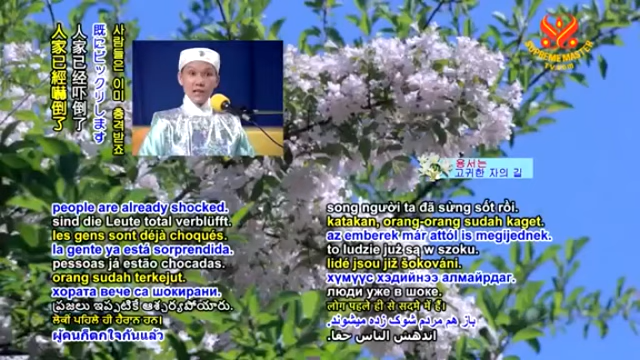 人家已經嚇倒了
人家已经吓倒了
既にビックリします
사람들은 이미 충격받죠
SUPREME MASTER
TV
용서는
고귀한 자의 길
people are already shocked.
sind die Leute total verblüfft.
les gens sont déjà choqués.
la gente ya está sorprendida.
pessoas já estão chocadas.
orang sudah terkejut.
хората вече са шокирани.
ప్రజలు ఇప్పటికే ఆశ్చర్యపోయారు.
ਲੋਕੀ ਪਹਿਲੇ ਹੀ ਹੈਰਾਨ ਹਨ।
ผู้คนก็ตกใจกันแล้ว
song người ta đã sửng sốt rồi.
katakan, orang-orang sudah kaget.
az emberek már attól is megijednek.
to ludzie już są w szoku.
lidé jsou již šokováni.
хүмүүс хэдийнээ алмайрдаг.
люди уже в шоке.
लोग पहले ही से सदमे में हैं।
باز هم مردم شوک زده میشوند.
اندهش الناس حقا.